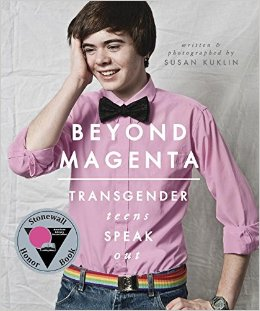 written &
photographed by
SUSAN KUKLIN
BEYOND
MAGENTA
TRANSGENDER
teens
SPEAK
out
Stonewall
Honor
Book